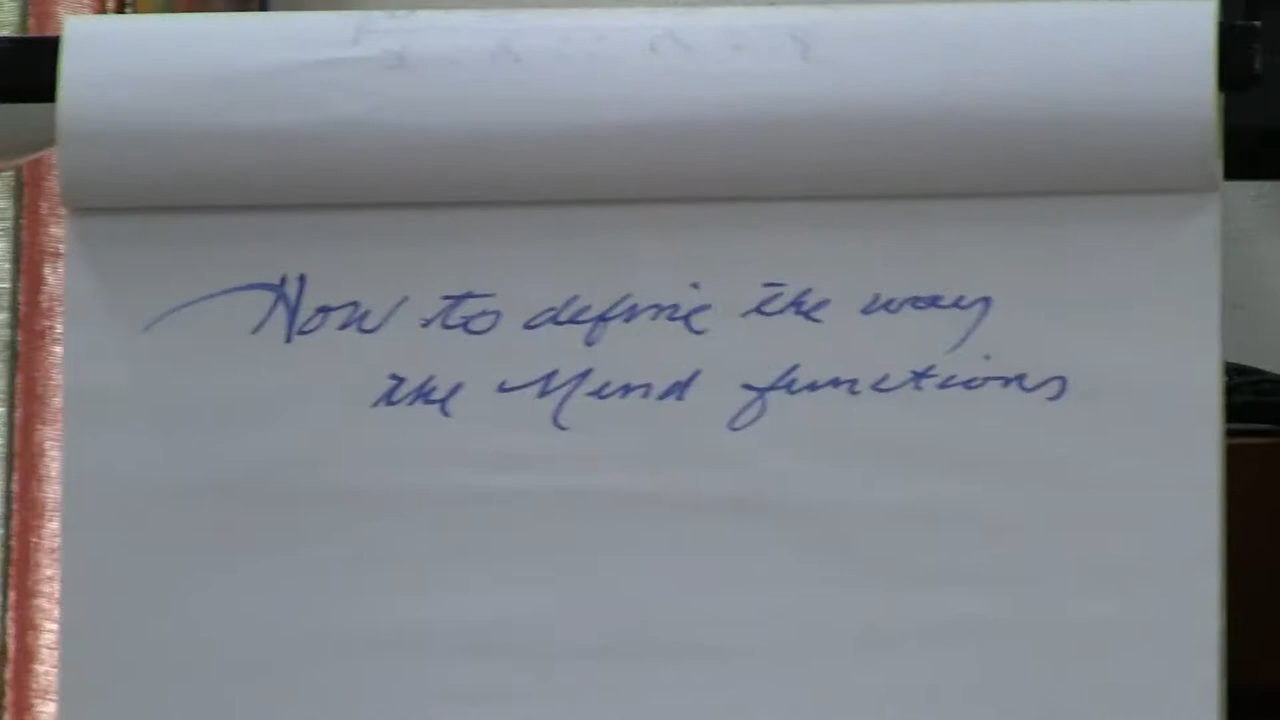 How to define the way
the Mind functions